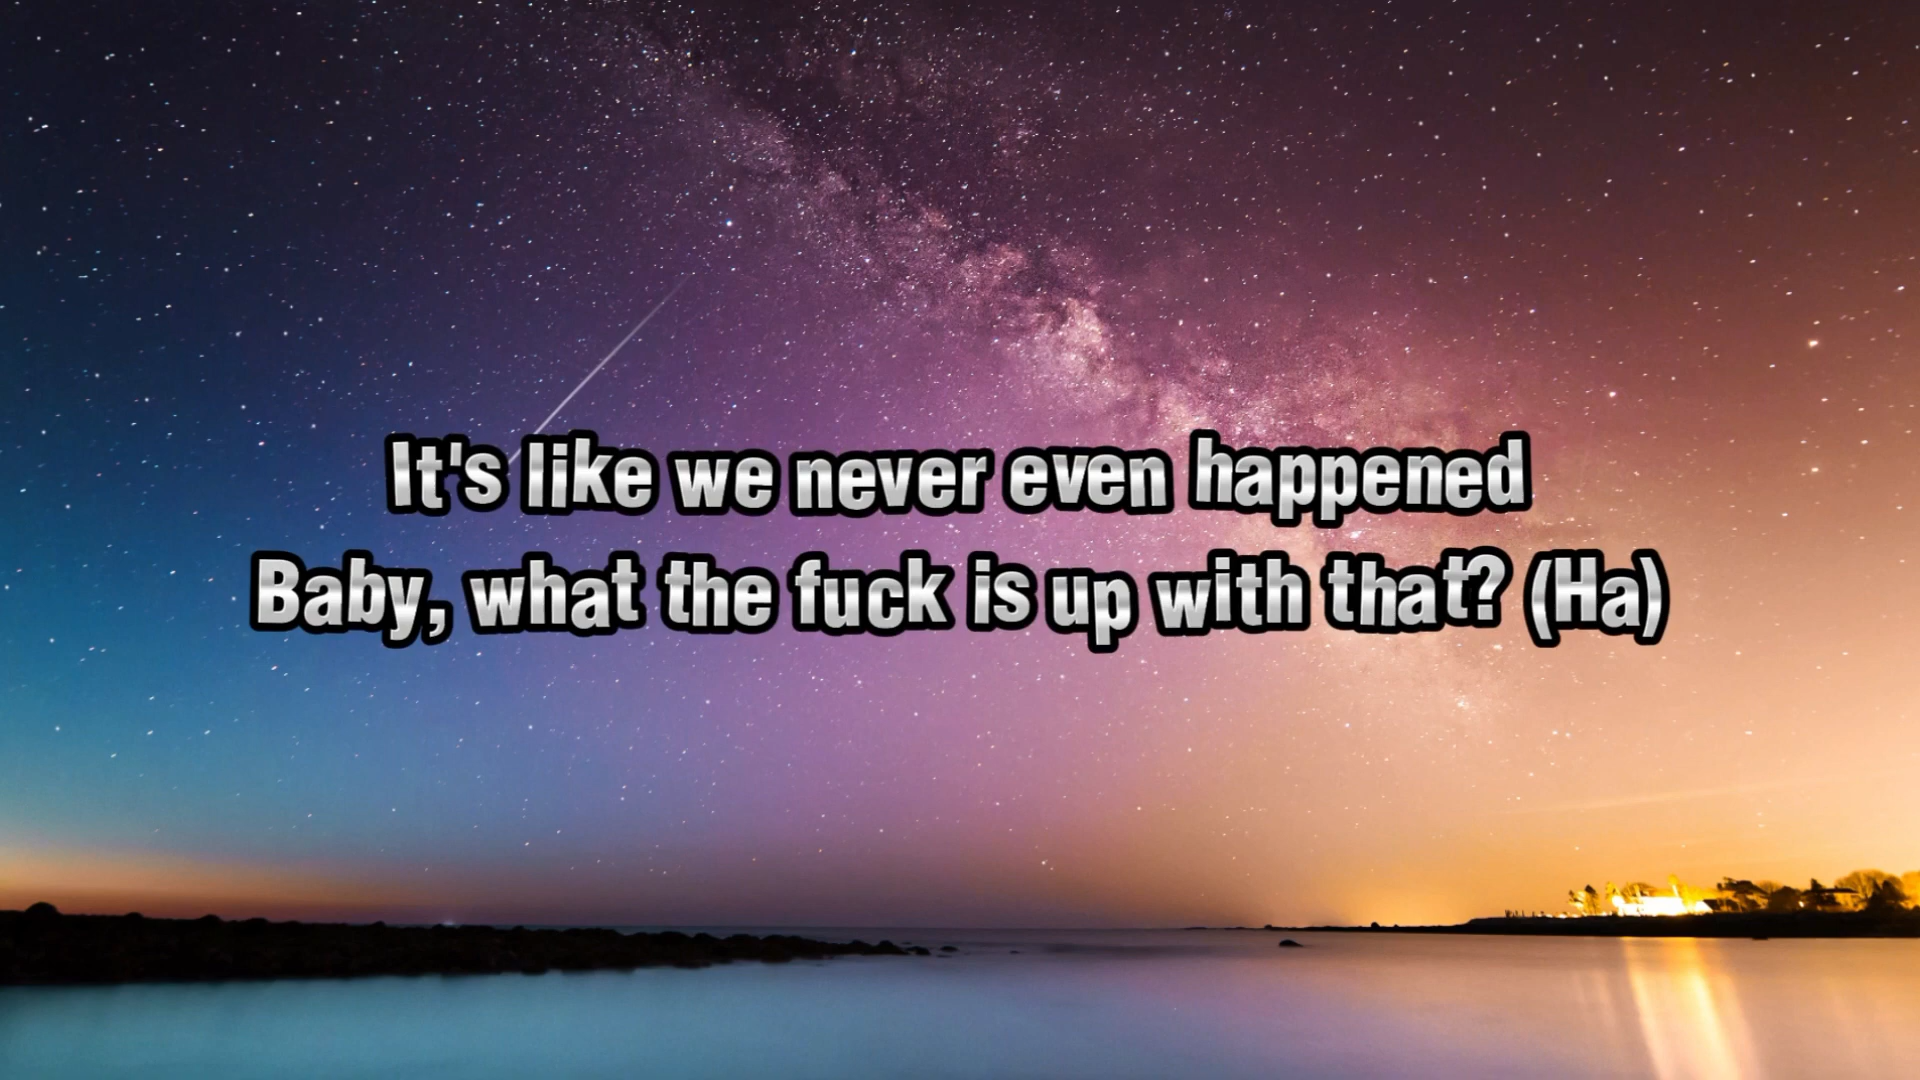 It's like we never even happened
Baby, what the fuck is up with that? (Ha)